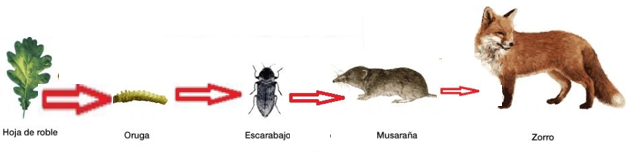 Hoja de roble
Oruga
Escarabajo
Musaraña
Zorro